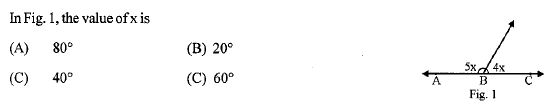 In Fig. 1, the value of x is
(A) 80° (B) 20°
(C) 40° (C) 60°
5x 4x
A B C
Fig. 1